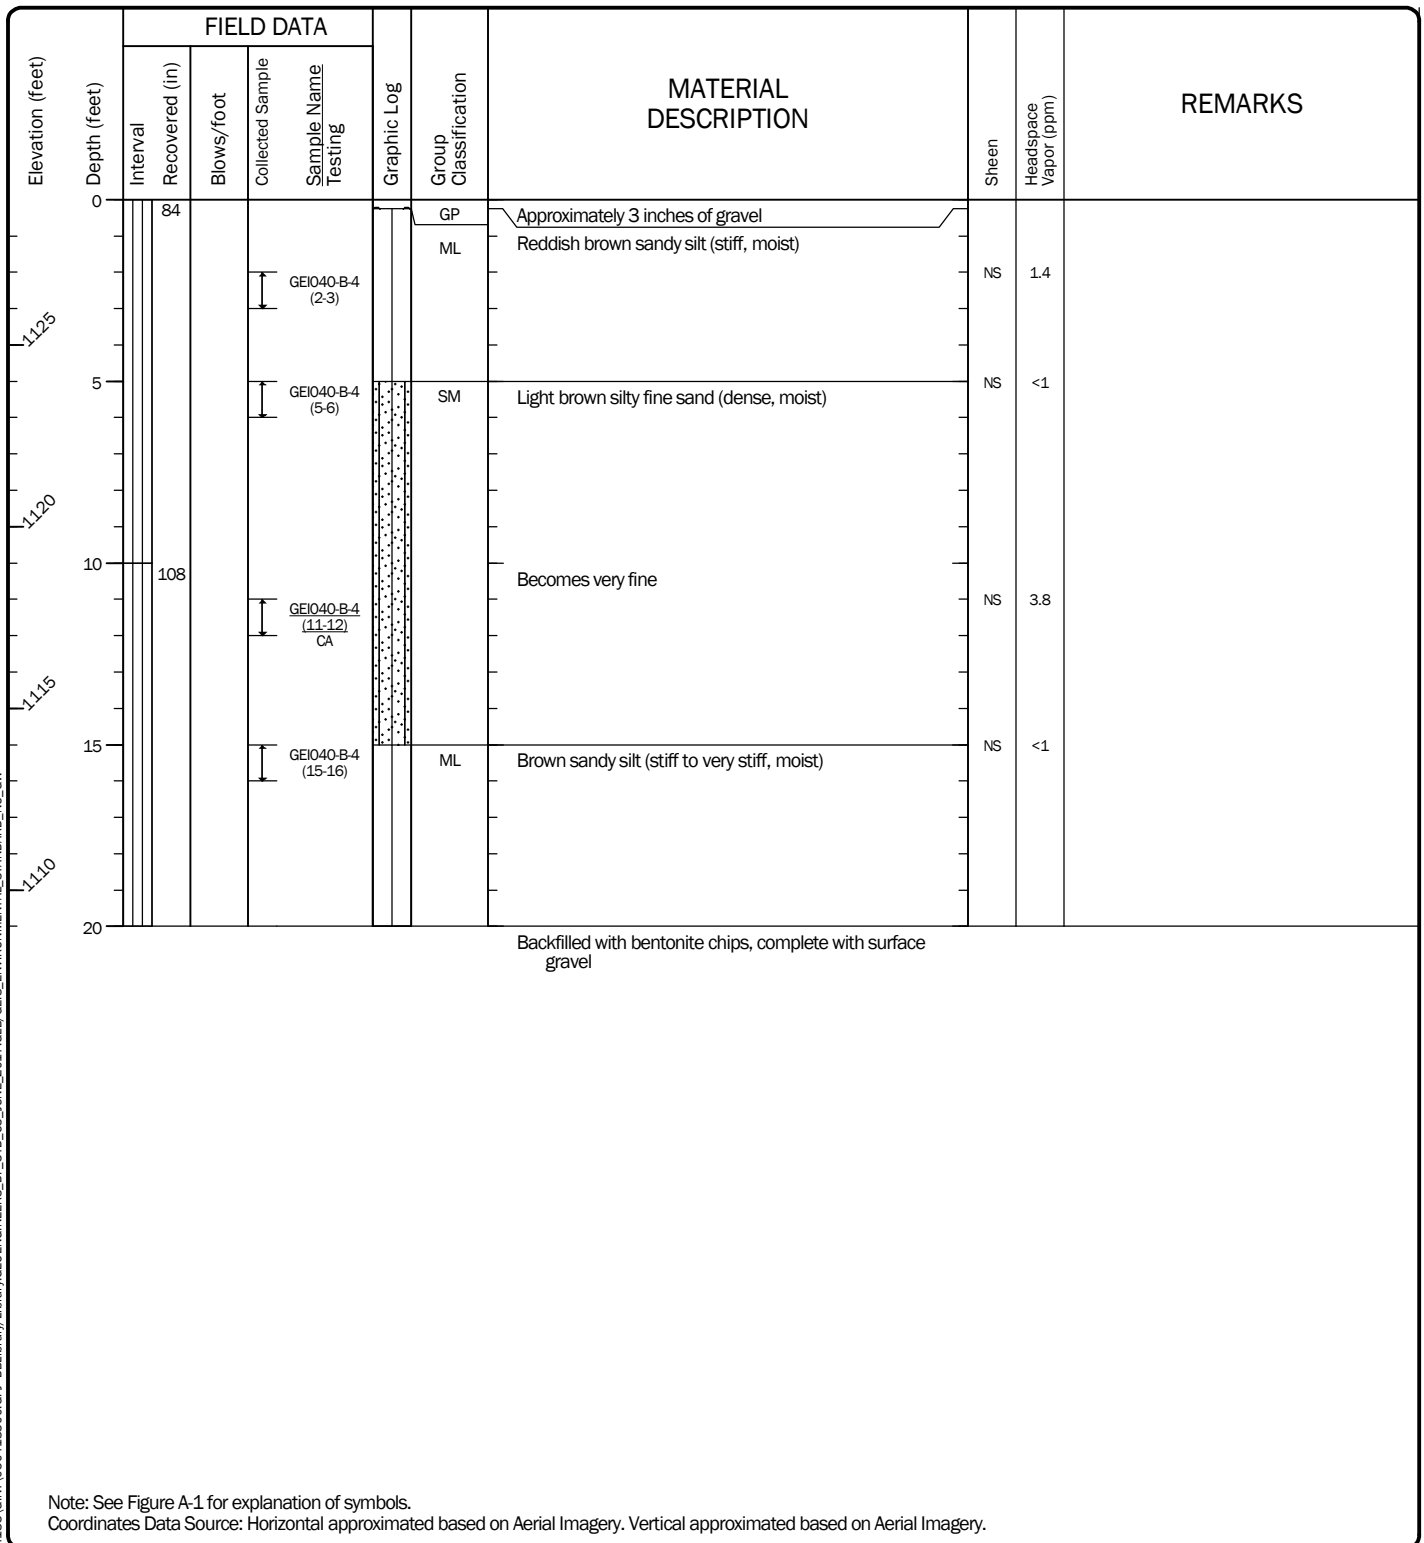 FIELD DATA
Elevation (feet)
Depth (feet)
Interval
Recovered (in)
Blows/foot
Collected Sample
Sample Name
Testing
Graphic Log
Group
Classification
MATERIAL
DESCRIPTION
Sheen
Headspace
Vapor (ppm)
REMARKS
0
84
GP
Approximately 3 inches of gravel
ML
Reddish brown sandy silt (stiff, moist)
GEI040-B-4
(2-3)
NS
1.4
1125
5
GEI040-B-4
(5-6)
SM
Light brown silty fine sand (dense, moist)
NS
<1
1120
10
108
Becomes very fine
GEI040-B-4
(11-12)
CA
NS
3.8
1115
15
GEI040-B-4
(15-16)
ML
Brown sandy silt (stiff to very stiff, moist)
NS
<1
1110
20
Backfilled with bentonite chips, complete with surface
gravel
Note: See Figure A-1 for explanation of symbols.
Coordinates Data Source: Horizontal approximated based on Aerial Imagery. Vertical approximated based on Aerial Imagery.